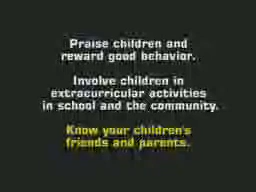 Praise children and
reward good behavior.
Involve children in
extracurricular activities
in school and the community.
Know your children's
friends and parents.